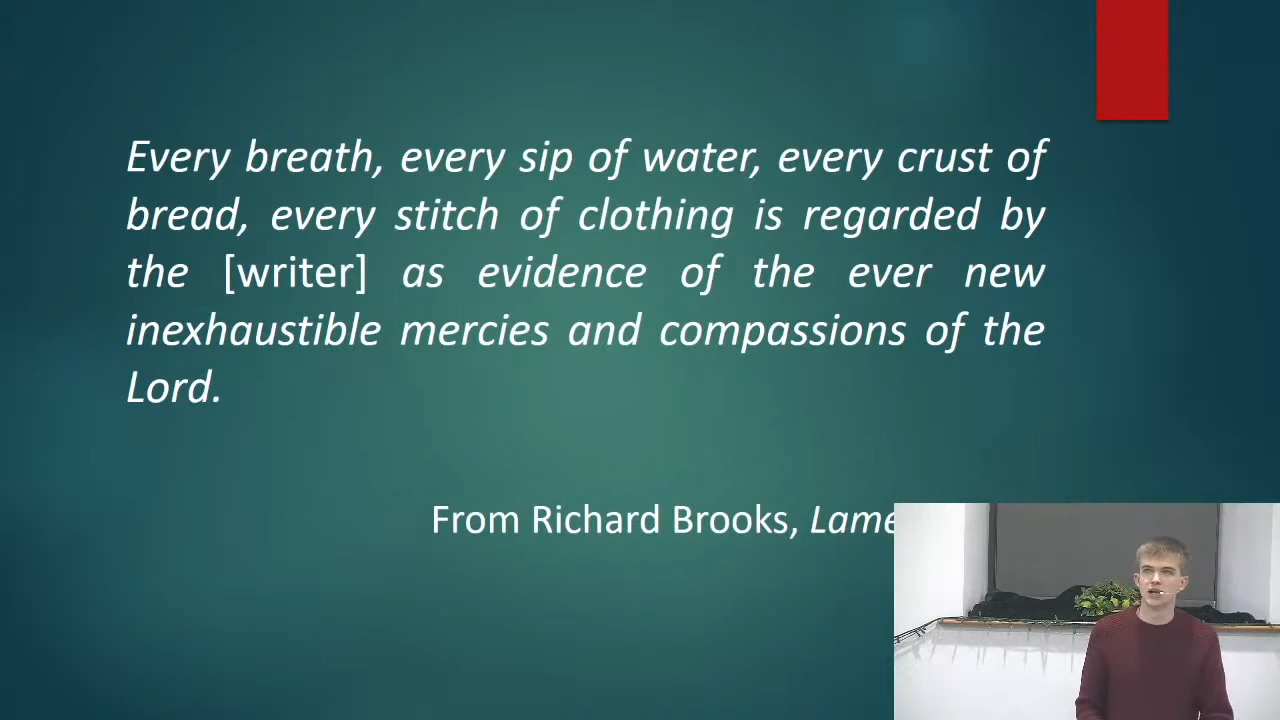 Every breath, every sip of water, every crust of
bread, every stitch of clothing is regarded by
the [writer] as evidence of the ever new
inexhaustible mercies and compassions of the
Lord.
From Richard Brooks,